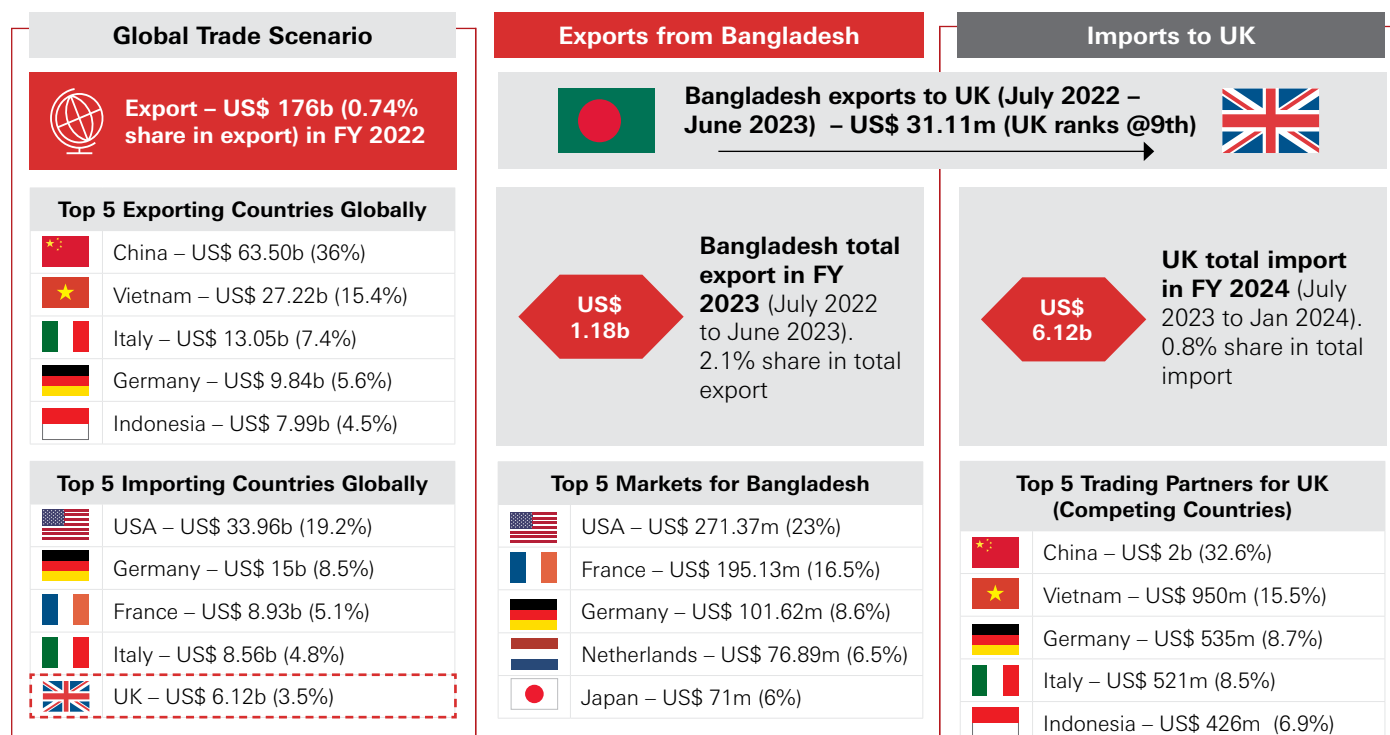 Global Trade Scenario
Export – US$ 176b (0.74%
share in export) in FY 2022
Top 5 Exporting Countries Globally
China – US$ 63.50b (36%)
Vietnam – US$ 27.22b (15.4%)
Italy – US$ 13.05b (7.4%)
Germany – US$ 9.84b (5.6%)
Indonesia – US$ 7.99b (4.5%)
Top 5 Importing Countries Globally
USA – US$ 33.96b (19.2%)
Germany – US$ 15b (8.5%)
France – US$ 8.93b (5.1%)
Italy – US$ 8.56b (4.8%)
UK – US$ 6.12b (3.5%)
Exports from Bangladesh
Imports to UK
Bangladesh exports to UK (July 2022 –
June 2023) – US$ 31.11m (UK ranks @9th)
US$
1.18b
Bangladesh total
export in FY
2023 (July 2022
to June 2023).
2.1% share in total
export
Top 5 Markets for Bangladesh
USA – US$ 271.37m (23%)
France – US$ 195.13m (16.5%)
Germany – US$ 101.62m (8.6%)
Netherlands – US$ 76.89m (6.5%)
Japan – US$ 71m (6%)
US$
6.12b
UK total import
in FY 2024 (July
2023 to Jan 2024).
0.8% share in total
import
Top 5 Trading Partners for UK
(Competing Countries)
China – US$ 2b (32.6%)
Vietnam – US$ 950m (15.5%)
Germany – US$ 535m (8.7%)
Italy – US$ 521m (8.5%)
Indonesia – US$ 426m (6.9%)